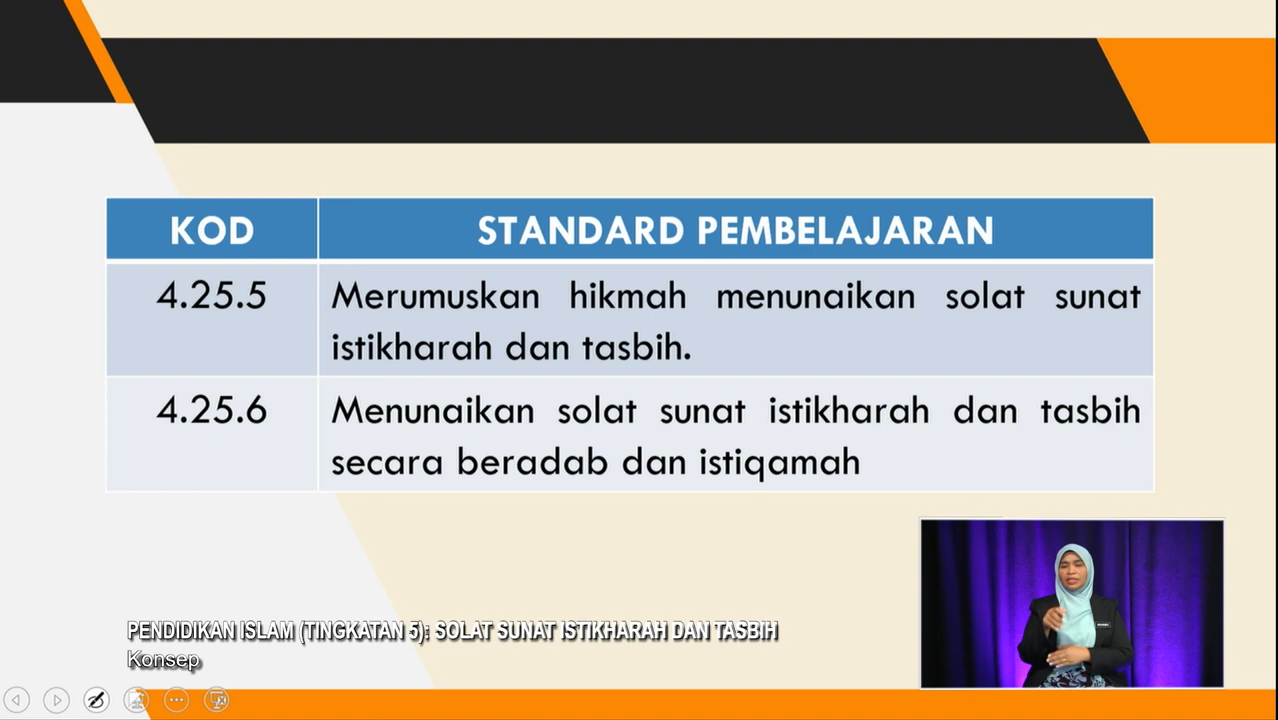 KOD
STANDARD PEMBELAJARAN
4.25.5
Merumuskan hikmah menunaikan solat sunat
istikharah dan tasbih.
4.25.6
Menunaikan solat sunat istikharah dan tasbih
secara beradab dan istiqamah
PENDIDIKAN ISLAM (TINGKATAN 5): SOLAT SUNAT ISTIKHARAH DAN TASBIH
Konsep